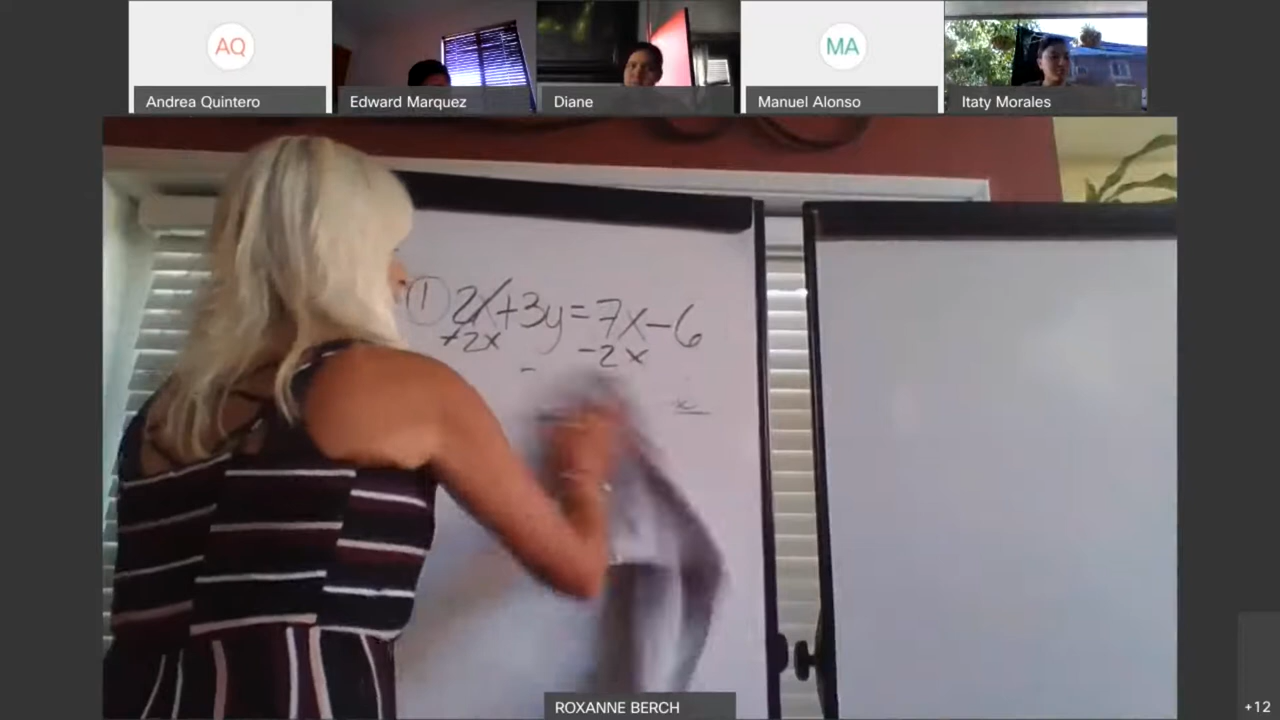 AQ
MA
Andrea Quintero
Edward Marquez
Diane
Manuel Alonso
Itaty Morales
① 2x+3y=7x-6
-2x -2x
ROXANNE BERCH
+12